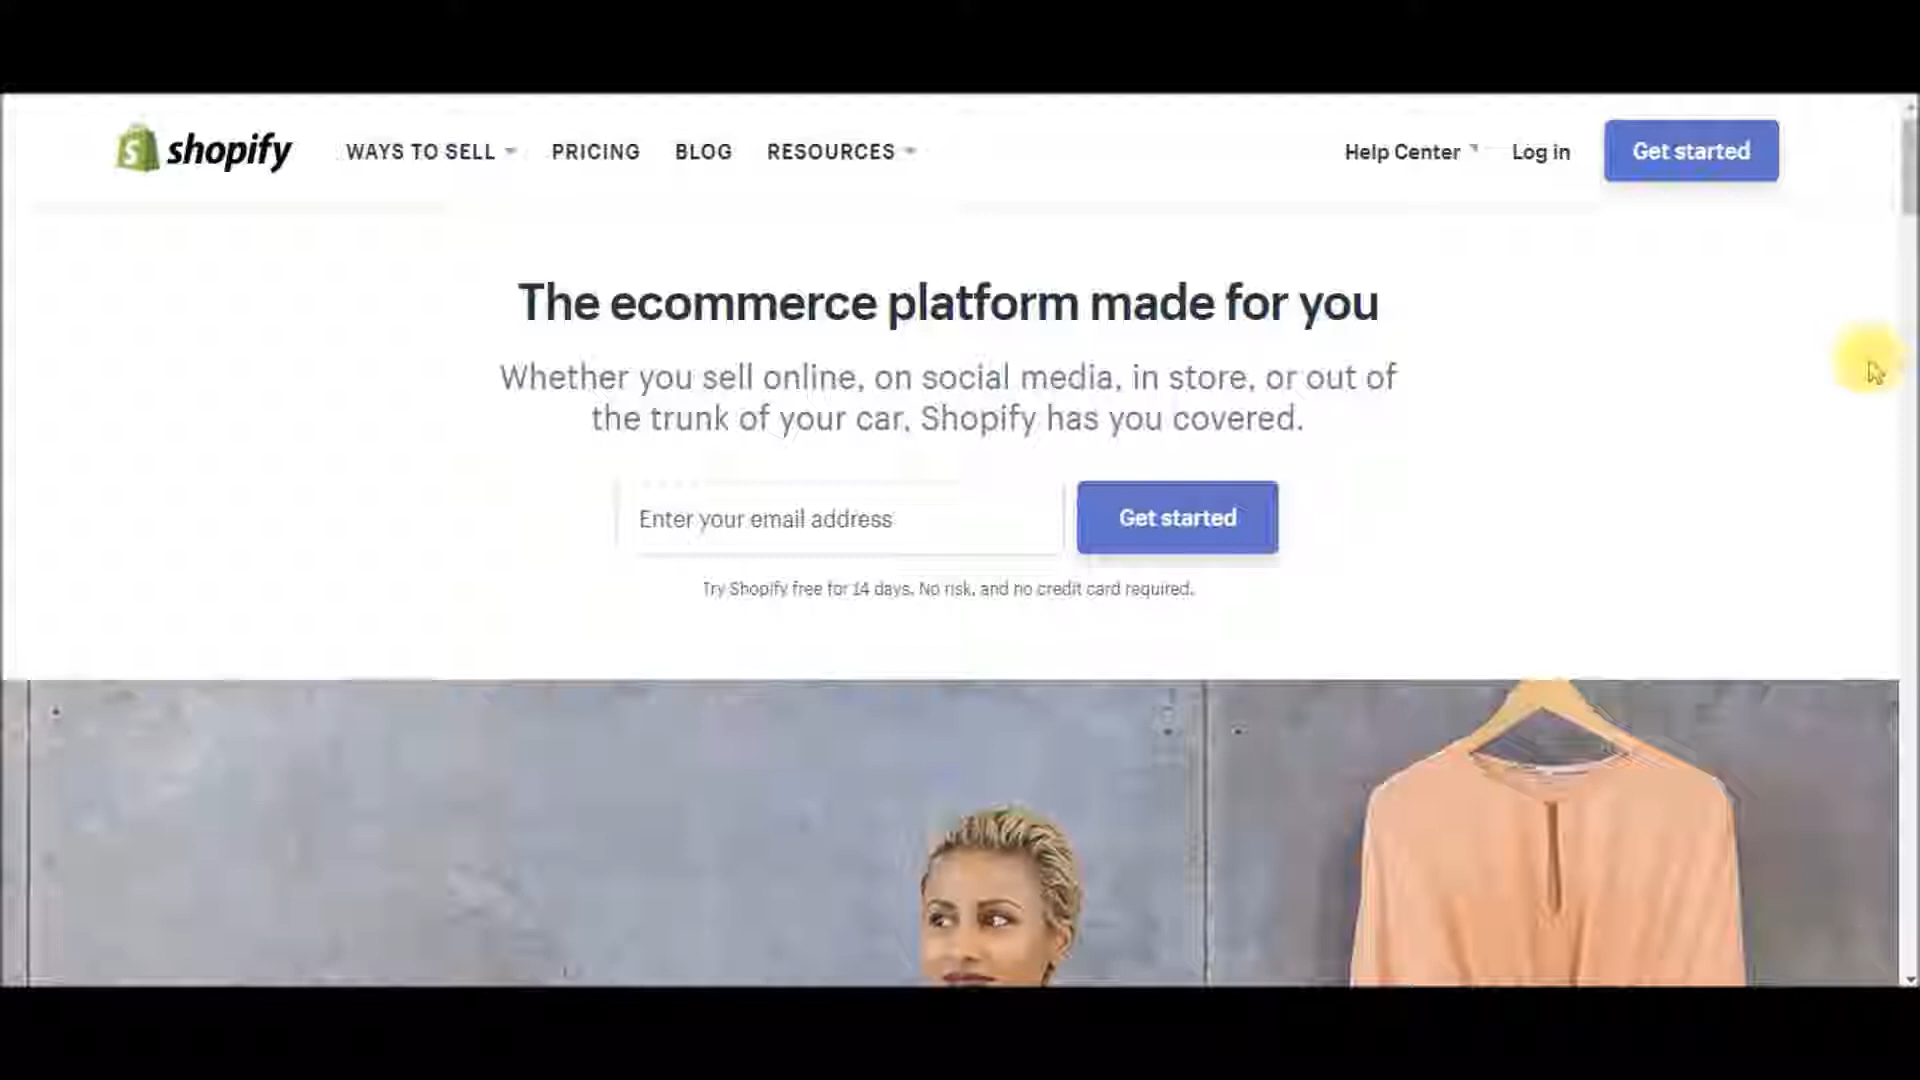 shopify WAYS TO SELL PRICING BLOG RESOURCES Help Center Log in Get started
The ecommerce platform made for you
Whether you sell online, on social media, in store, or out of
the trunk of your car, Shopify has you covered.
Enter your email address Get started
Try Shopify free for 14 days. No risk, and no credit card required.